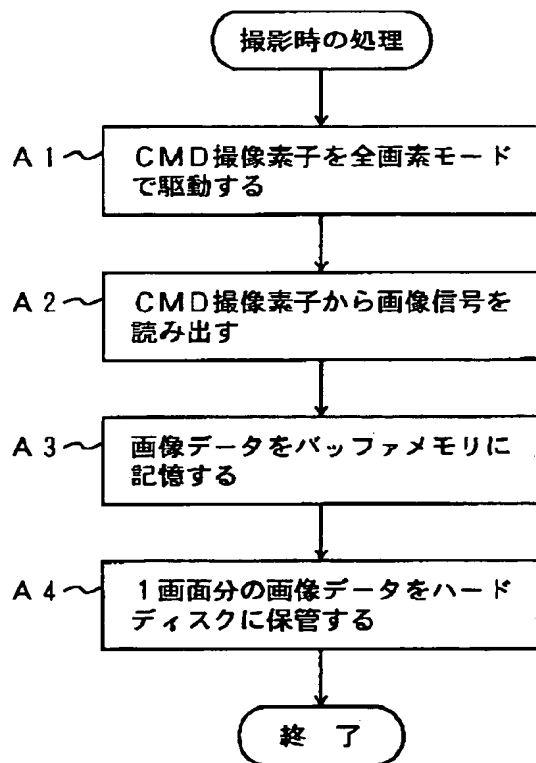 撮影時の処理
A1 CMD撮像素子を全画素モード
で駆動する
A2 CMD撮像素子から画像信号を
読み出す
A3 画像データをバッファメモリに
記憶する
A4 1画面分の画像データをハード
ディスクに保管する
終 了